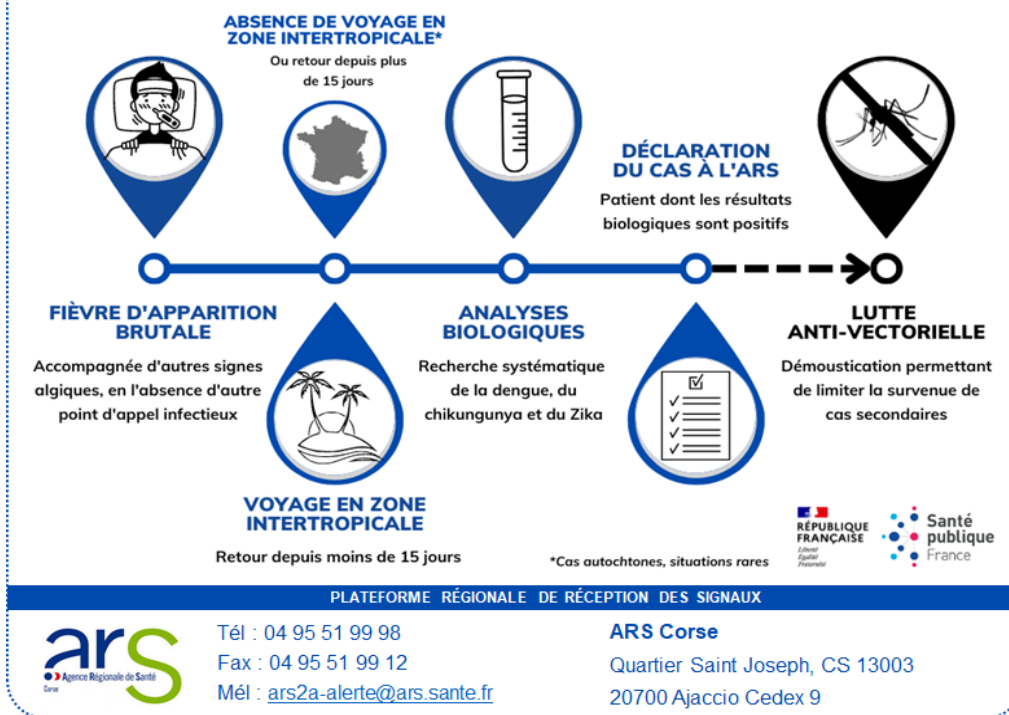 ABSENCE DE VOYAGE EN
ZONE INTERTROPICALE*
Ou retour depuis plus
de 15 jours
DÉCLARATION
DU CAS À L'ARS
Patient dont les résultats
biologiques sont positifs
FIÈVRE D'APPARITION
BRUTALE
Accompagnée d'autres signes
algiques, en l'absence d'autre
point d'appel infectieux
ANALYSES
BIOLOGIQUES
Recherche systématique
de la dengue, du
chikungunya et du Zika
LUTTE
ANTI-VECTORIELLE
Démoustication permettant
de limiter la survenue de
cas secondaires
VOYAGE EN ZONE
INTERTROPICALE
Retour depuis moins de 15 jours
*Cas autochtones, situations rares
RÉPUBLIQUE
FRANÇAISE
Liberté
Égalité
Fraternité
Santé
publique
France
PLATEFORME RÉGIONALE DE RÉCEPTION DES SIGNAUX
ars
Agence Régionale de Santé
Corse
Tél : 04 95 51 99 98
Fax : 04 95 51 99 12
Mél : ars2a-alerte@ars.sante.fr
ARS Corse
Quartier Saint Joseph, CS 13003
20700 Ajaccio Cedex 9